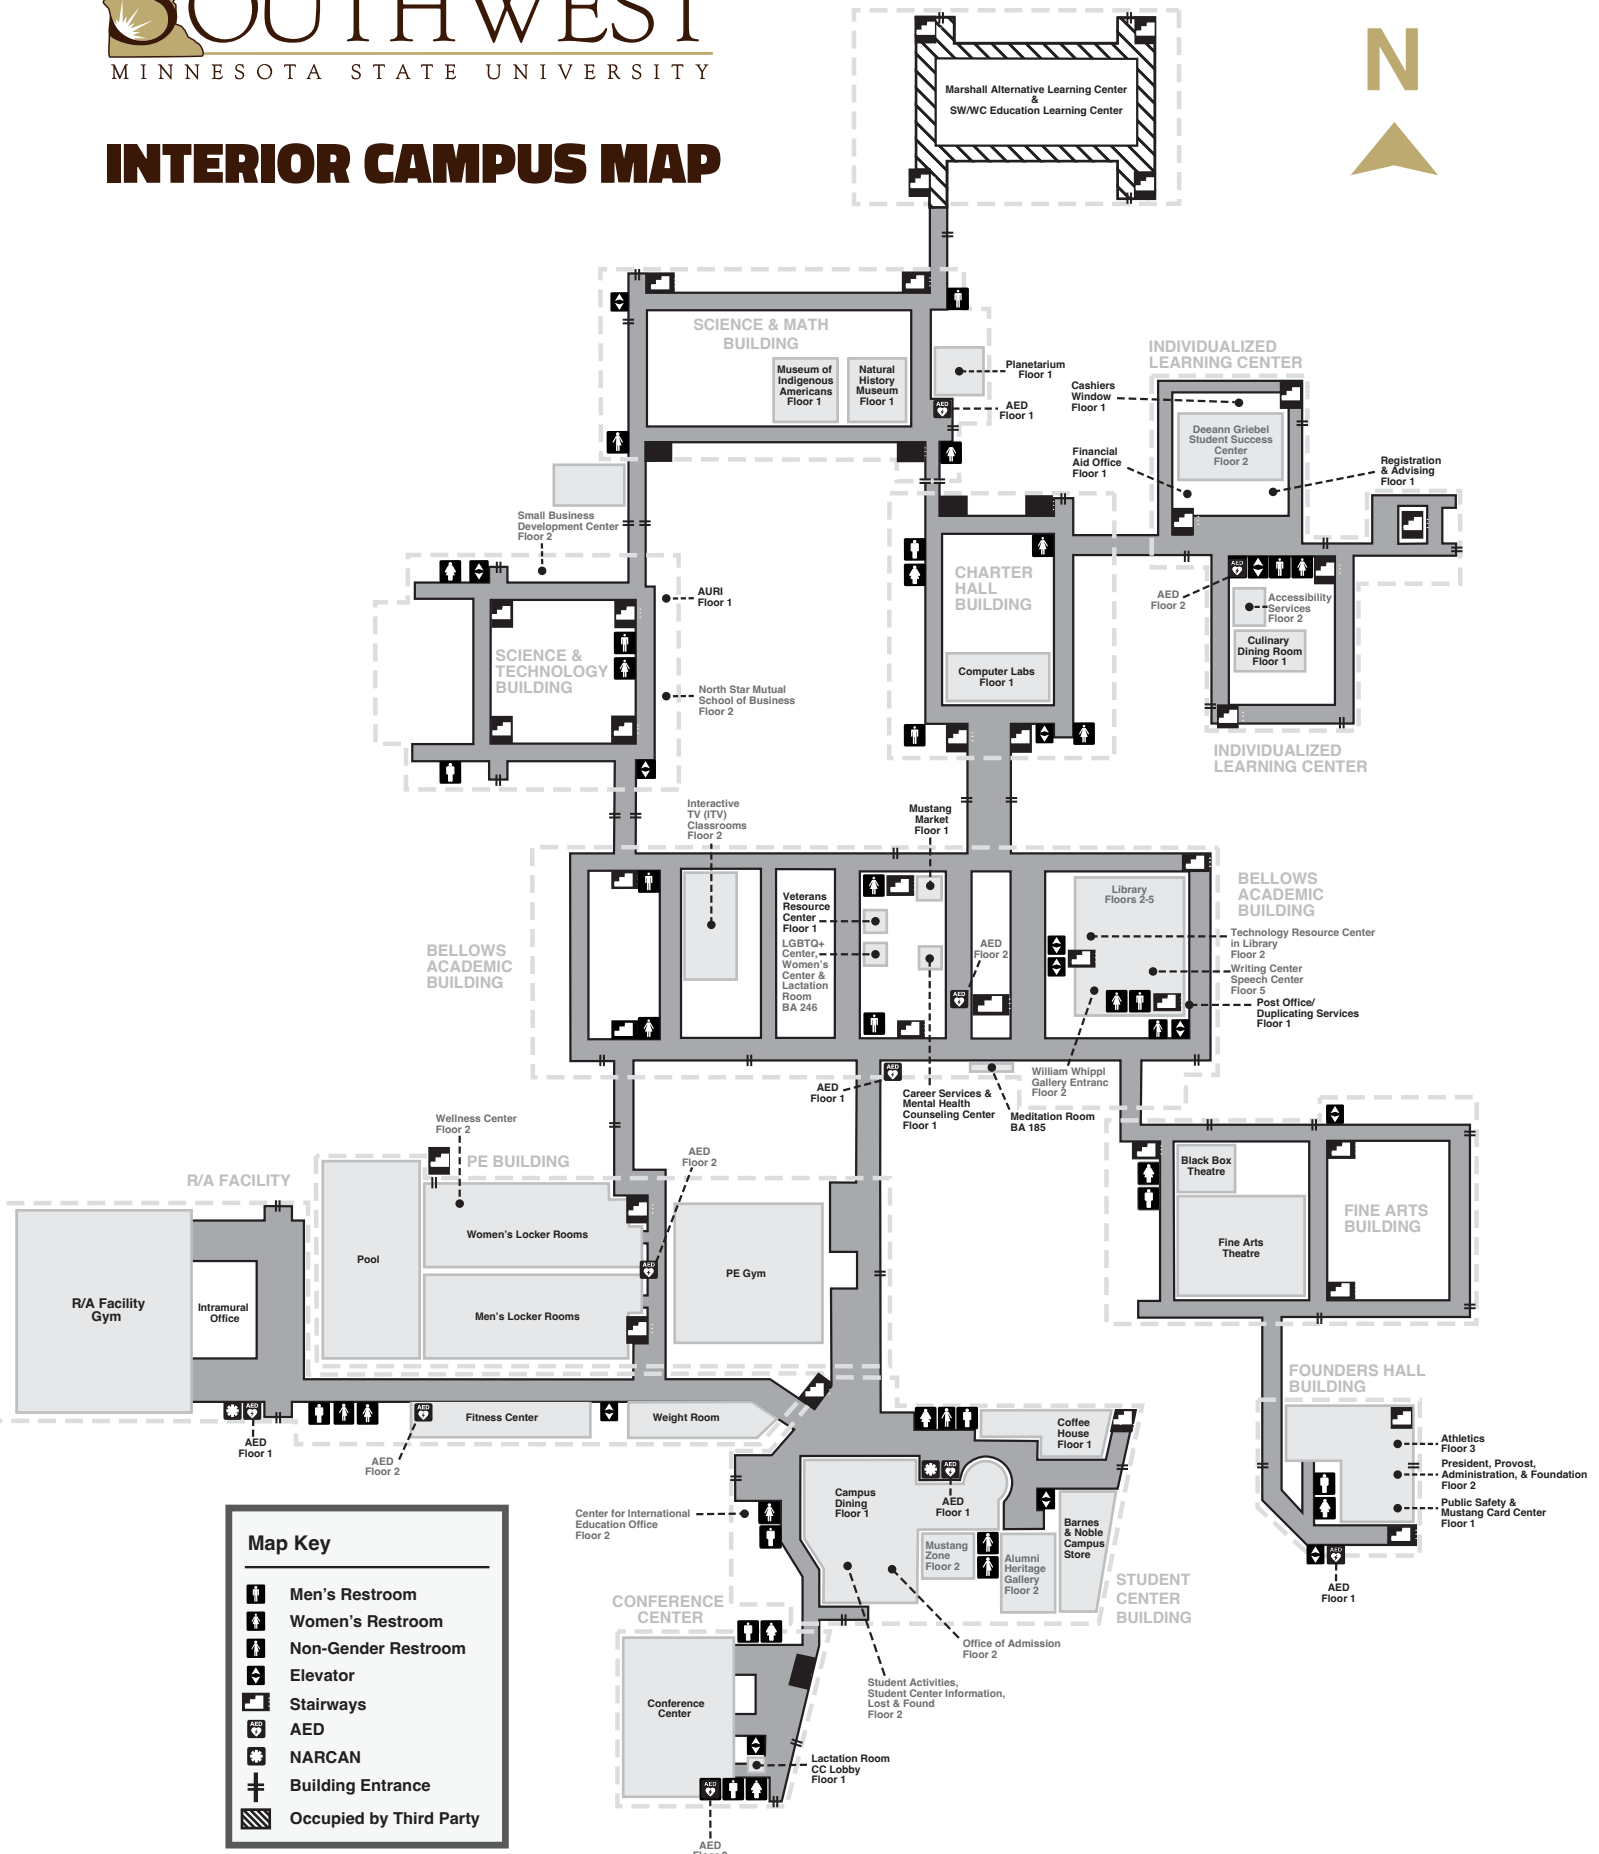 SOUTHWEST
MINNESOTA STATE UNIVERSITY
INTERIOR CAMPUS MAP
N
Marshall Alternative Learning Center
&
SW/WC Education Learning Center
SCIENCE & MATH
BUILDING
Museum of
Indigenous
Americans
Floor 1
Natural
History
Museum
Floor 1
Planetarium
Floor 1
AED
AED
Floor 1
INDIVIDUALIZED
LEARNING CENTER
Cashiers
Window
Floor 1
Deeann Griebel
Student Success
Center
Floor 2
Financial
Aid Office
Floor 1
Registration
& Advising
Floor 1
Small Business
Development Center
Floor 2
AURI
Floor 1
SCIENCE &
TECHNOLOGY
BUILDING
North Star Mutual
School of Business
Floor 2
CHARTER
HALL
BUILDING
Computer Labs
Floor 1
AED
AED
Floor 2
Accessibility
Services
Floor 2
Culinary
Dining Room
Floor 1
INDIVIDUALIZED
LEARNING CENTER
Interactive
TV (ITV)
Classrooms
Floor 2
Mustang
Market
Floor 1
BELLOWS
ACADEMIC
BUILDING
Veterans
Resource
Center
Floor 1
LGBTQ+
Center,
Women's
Center &
Lactation
Room
BA 246
AED
Floor 2
AED
Library
Floors 2-5
BELLOWS
ACADEMIC
BUILDING
Technology Resource Center
in Library
Floor 2
Writing Center
Speech Center
Floor 5
Post Office/
Duplicating Services
Floor 1
AED
AED
Floor 1
Career Services &
Mental Health
Counseling Center
Floor 1
Meditation Room
BA 185
William Whippl
Gallery Entranc
Floor 2
Wellness Center
Floor 2
PE BUILDING
R/A FACILITY
AED
Floor 2
AED
Pool
Women's Locker Rooms
Men's Locker Rooms
PE Gym
R/A Facility
Gym
Intramural
Office
Black Box
Theatre
Fine Arts
Theatre
FINE ARTS
BUILDING
AED
AED
Floor 1
AED
AED
Floor 2
Fitness Center
Weight Room
Coffee
House
Floor 1
FOUNDERS HALL
BUILDING
Athletics
Floor 3
President, Provost,
Administration, & Foundation
Floor 2
Public Safety &
Mustang Card Center
Floor 1
AED
AED
Floor 1
Campus
Dining
Floor 1
AED
AED
Floor 1
Center for International
Education Office
Floor 2
Mustang
Zone
Floor 2
Alumni
Heritage
Gallery
Floor 2
Barnes
& Noble
Campus
Store
STUDENT
CENTER
BUILDING
Office of Admission
Floor 2
Student Activities,
Student Center Information,
Lost & Found
Floor 2
CONFERENCE
CENTER
Conference
Center
Lactation Room
CC Lobby
Floor 1
AED
AED
Map Key
Men's Restroom
Women's Restroom
Non-Gender Restroom
Elevator
Stairways
AED
AED
NARCAN
Building Entrance
Occupied by Third Party